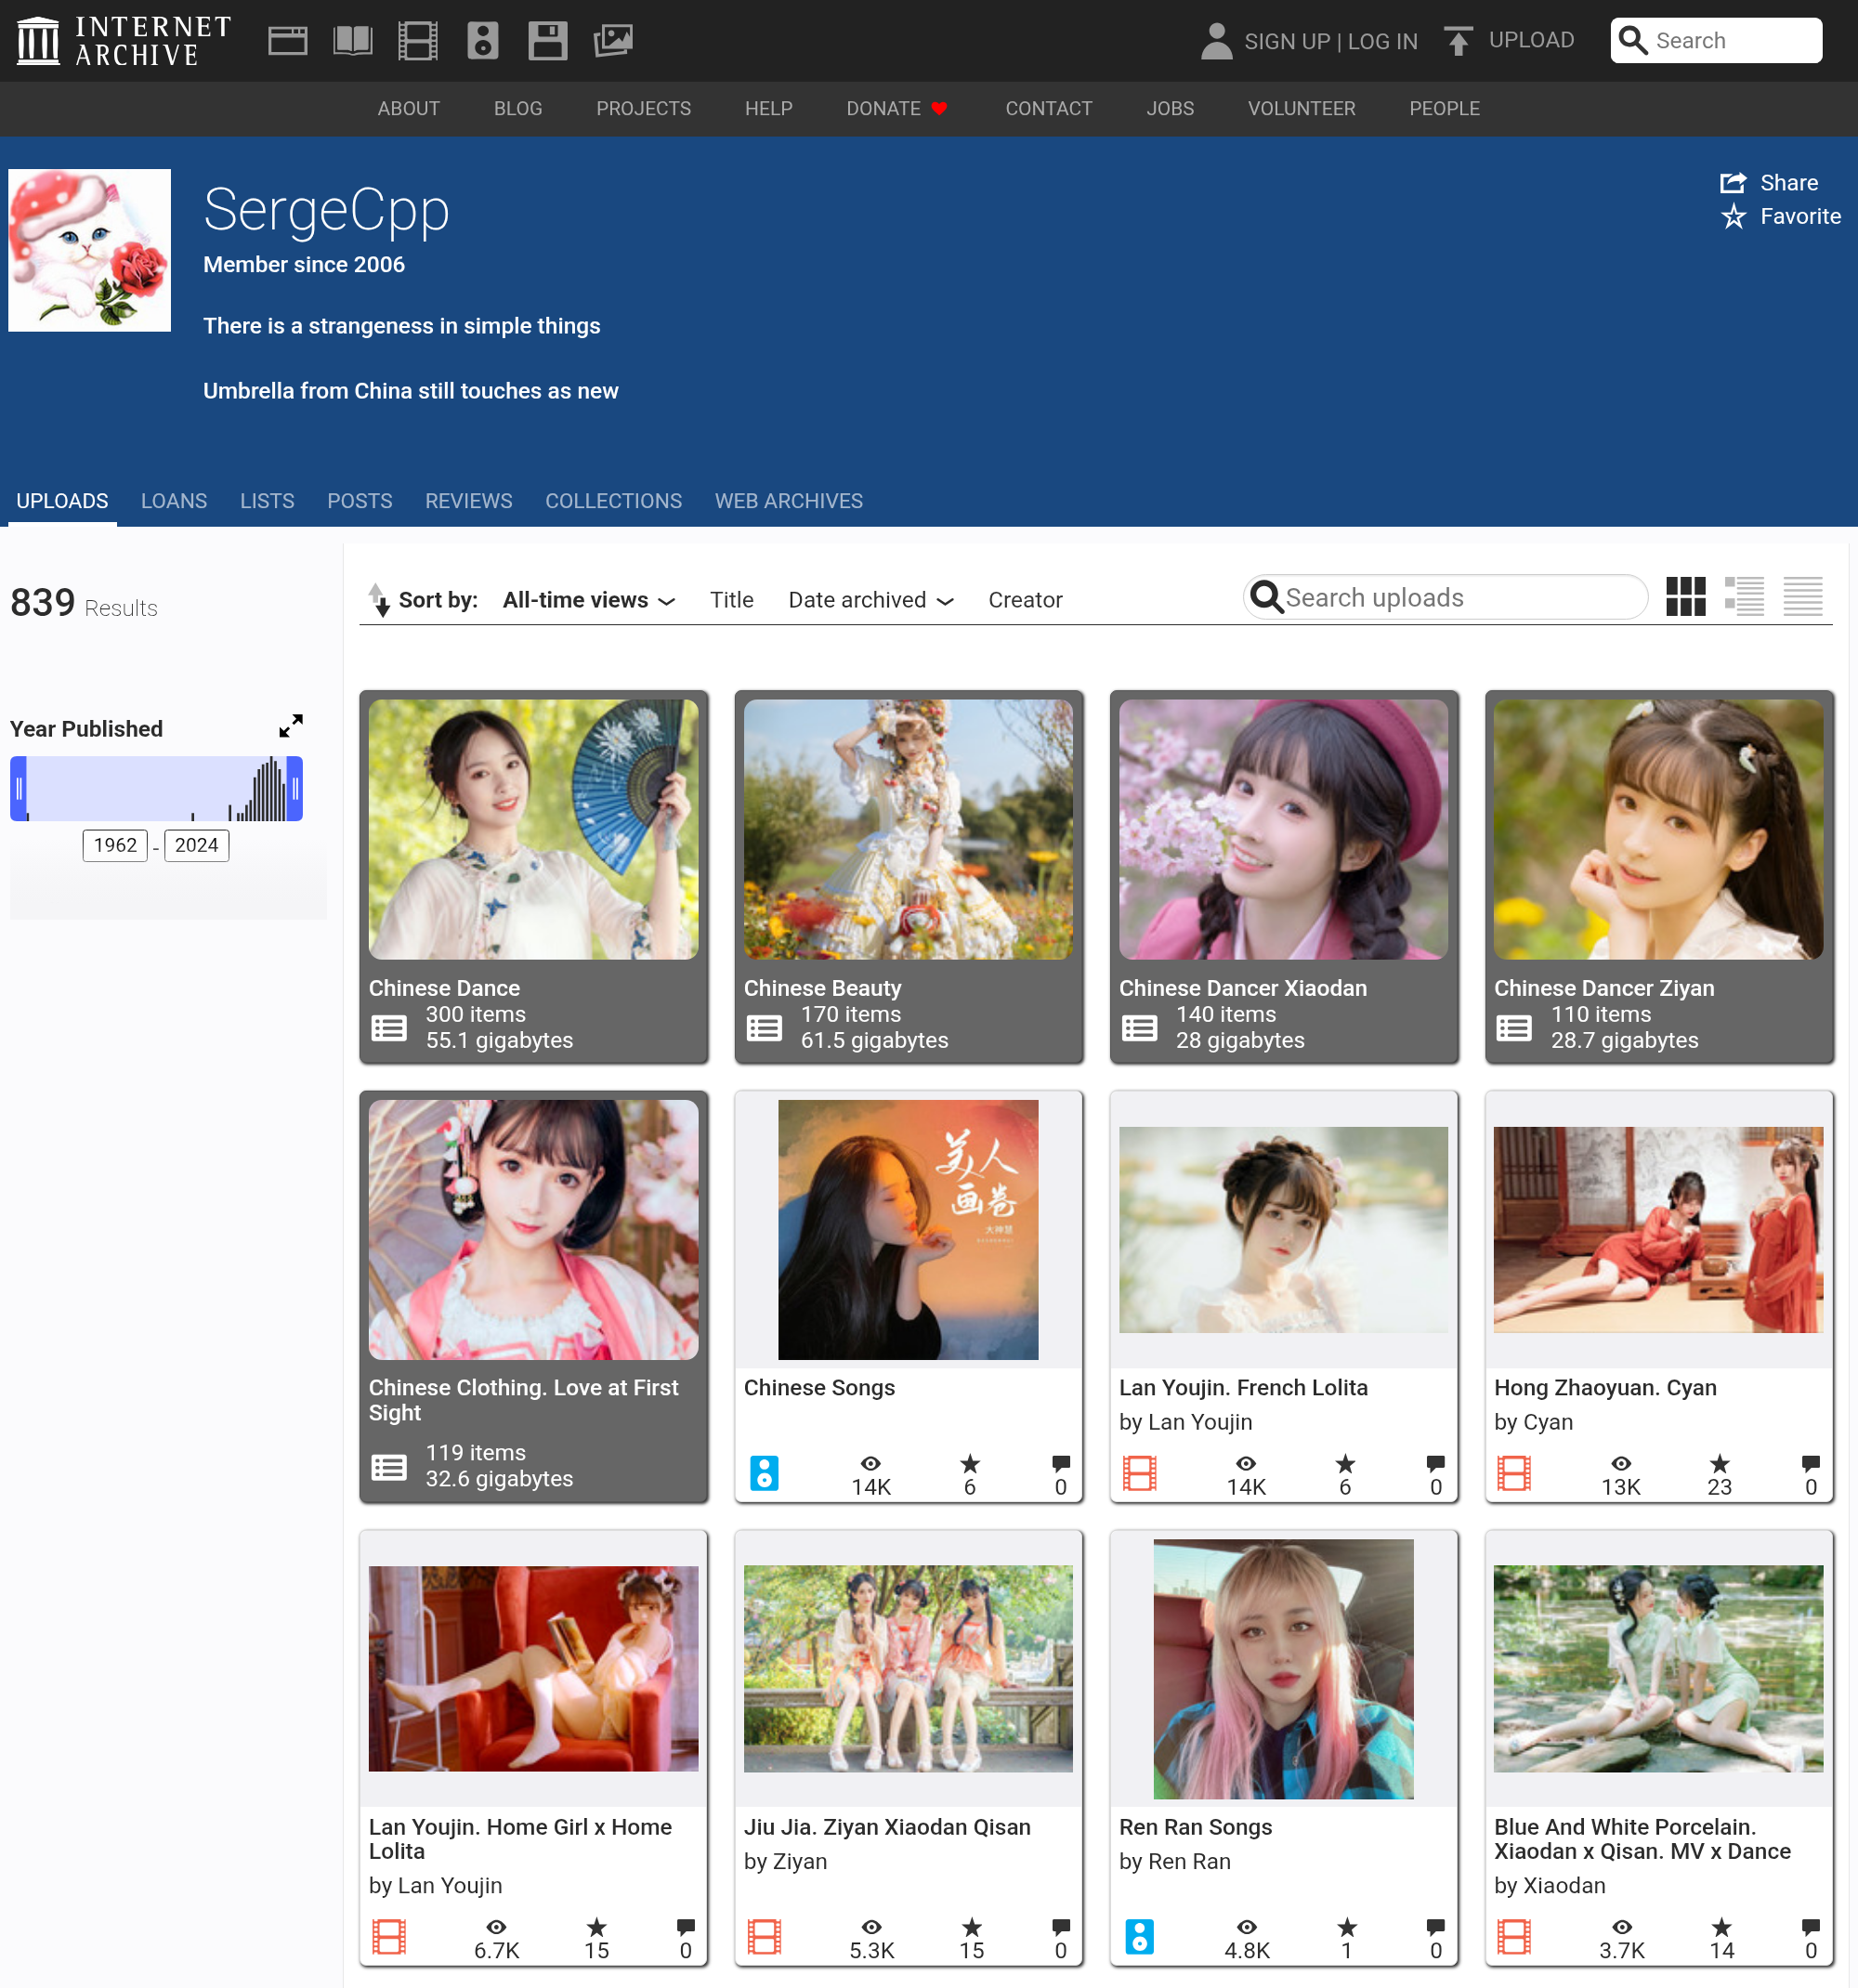 INTERNET
ARCHIVE
SIGN UP | LOG IN
UPLOAD
Search
ABOUT
BLOG
PROJECTS
HELP
DONATE
CONTACT
JOBS
VOLUNTEER
PEOPLE
SergeCpp
Member since 2006
There is a strangeness in simple things
Umbrella from China still touches as new
Share
Favorite
UPLOADS
LOANS
LISTS
POSTS
REVIEWS
COLLECTIONS
WEB ARCHIVES
839 Results
Year Published
1962 - 2024
Sort by:
All-time views
Title
Date archived
Creator
Search uploads
Chinese Dance
300 items
55.1 gigabytes
Chinese Beauty
170 items
61.5 gigabytes
Chinese Dancer Xiaodan
140 items
28 gigabytes
Chinese Dancer Ziyan
110 items
28.7 gigabytes
Chinese Clothing. Love at First
Sight
119 items
32.6 gigabytes
美人
画卷
大神慧
Chinese Songs
14K
6
0
Lan Youjin. French Lolita
by Lan Youjin
14K
6
0
Hong Zhaoyuan. Cyan
by Cyan
13K
23
0
Lan Youjin. Home Girl x Home
Lolita
by Lan Youjin
6.7K
15
0
Jiu Jia. Ziyan Xiaodan Qisan
by Ziyan
5.3K
15
0
Ren Ran Songs
by Ren Ran
4.8K
1
0
Blue And White Porcelain.
Xiaodan x Qisan. MV x Dance
by Xiaodan
3.7K
14
0